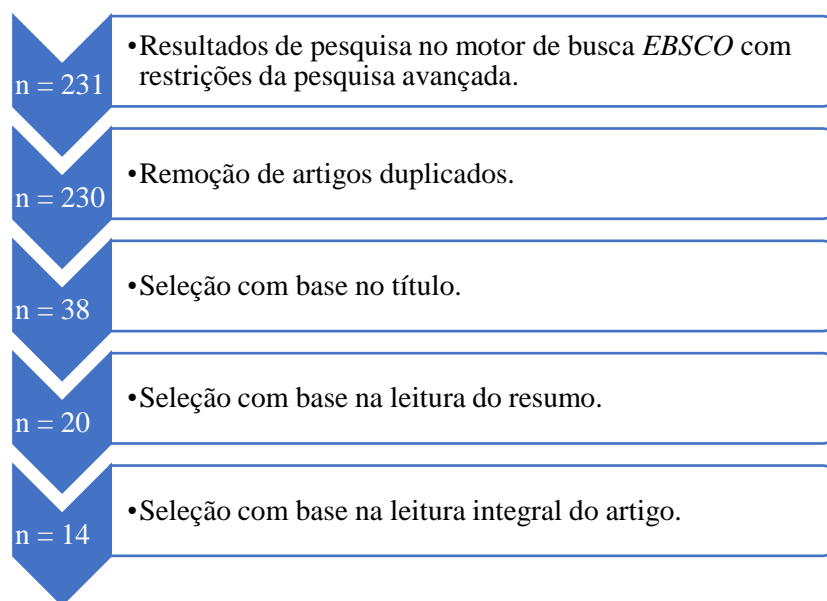 n = 231
•Resultados de pesquisa no motor de busca EBSCO com
restrições da pesquisa avançada.
n = 230
•Remoção de artigos duplicados.
n = 38
•Seleção com base no título.
n = 20
•Seleção com base na leitura do resumo.
n = 14
•Seleção com base na leitura integral do artigo.